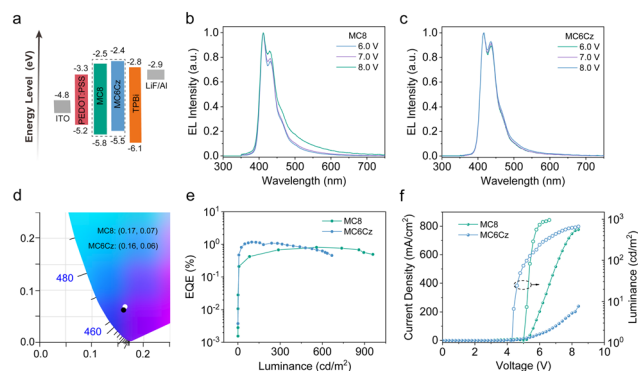 a
Energy Level (eV)
-4.8
ITO
-3.3
PEDOT:PSS
-5.2
-2.5
MC8
-5.8
-2.4
MC6Cz
-5.5
-2.8
TPBi
-6.1
-2.9
LiF/Al
b
EL Intensity (a.u.)
1.0
0.8
0.6
0.4
0.2
0.0
MC8
6.0 V
7.0 V
8.0 V
300 400 500 600 700
Wavelength (nm)
c
EL Intensity (a.u.)
1.0
0.8
0.6
0.4
0.2
0.0
MC6Cz
6.0 V
7.0 V
8.0 V
300 400 500 600 700
Wavelength (nm)
d
MC8: (0.17, 0.07)
MC6Cz: (0.16, 0.06)
0.2
0.1
0.0
480
460
0.0 0.1 0.2
e
EQE (%)
10¹
10⁰
10⁻¹
10⁻²
10⁻³
MC8
MC6Cz
0 300 600 900
Luminance (cd/m²)
f
Current Density (mA/cm²)
800
600
400
200
0
MC8
MC6Cz
10³
10²
10¹
10⁰
Luminance (cd/m²)
0 2 4 6 8 10
Voltage (V)